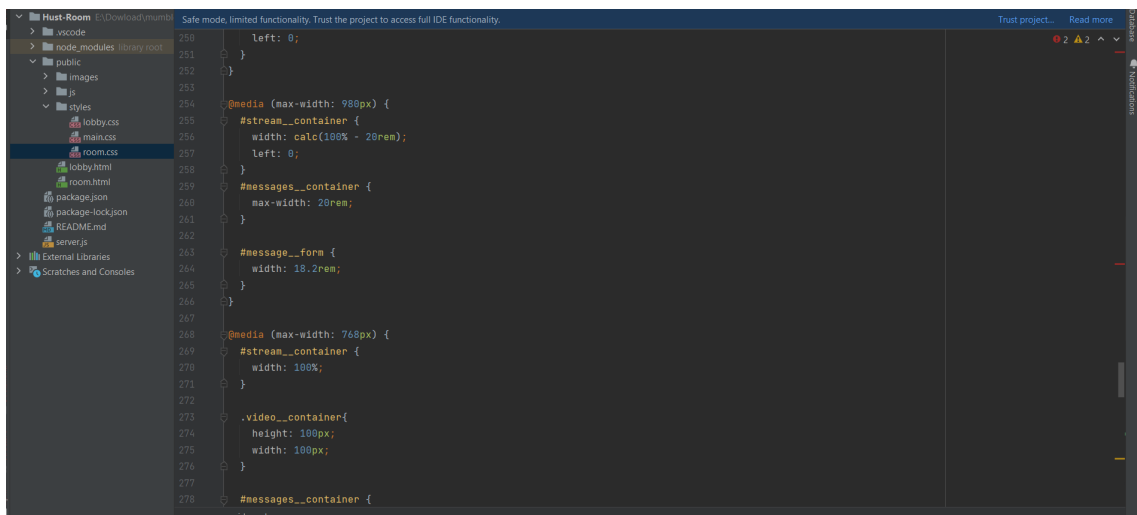 Hust-Room E:\Dowload\mumbl
Safe mode, limited functionality. Trust the project to access full IDE functionality.
Trust project...
Read more
.vscode
node_modules library root
public
images
js
styles
lobby.css
main.css
room.css
lobby.html
room.html
package.json
package-lock.json
README.md
server.js
External Libraries
Scratches and Consoles
250 left: 0;
251 }
252 }
253
254 @media (max-width: 980px) {
255 #stream__container {
256 width: calc(100% - 20rem);
257 left: 0;
258 }
259 #messages__container {
260 max-width: 20rem;
261 }
262
263 #message__form {
264 width: 18.2rem;
265 }
266 }
267
268 @media (max-width: 768px) {
269 #stream__container {
270 width: 100%;
271 }
272
273 .video__container{
274 height: 100px;
275 width: 100px;
276 }
277
278 #messages__container {
2 2
Database
Notifications